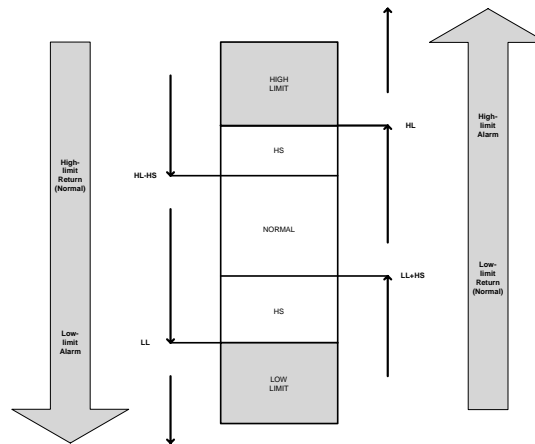 HIGH
LIMIT
HL
High-
limit
Alarm
HS
High-
limit
Return
(Normal)
HL-HS
NORMAL
LL+HS
Low-
limit
Return
(Normal)
HS
Low-
limit
Alarm
LL
LOW
LIMIT